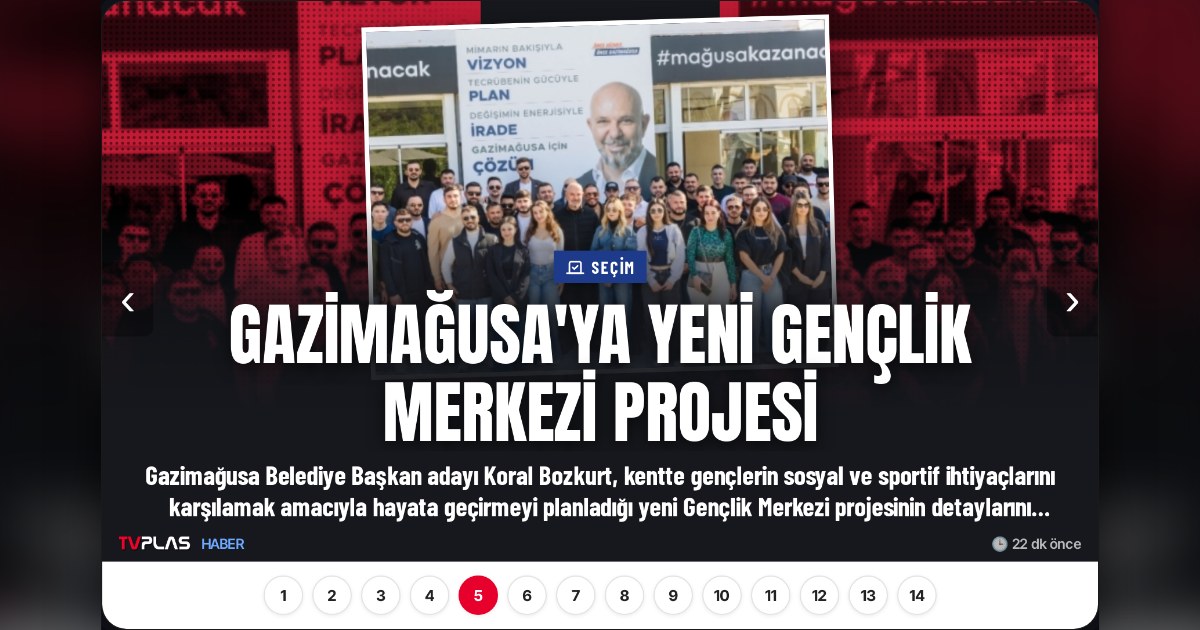 nacak
MİMARIN BAKIŞIYLA
VİZYON
TECRÜBENİN GÜCÜYLE
PLAN
DEĞİŞİMİN ENERJİSİYLE
İRADE
GAZİMAĞUSA İÇİN
ÇÖZÜM
#mağusakazanac
SEÇİM
‹
›
GAZİMAĞUSA'YA YENİ GENÇLİK
MERKEZİ PROJESİ
Gazimağusa Belediye Başkan adayı Koral Bozkurt, kentte gençlerin sosyal ve sportif ihtiyaçlarını
karşılamak amacıyla hayata geçirmeyi planladığı yeni Gençlik Merkezi projesinin detaylarını...
TVPLAS HABER
22 dk önce
1 2 3 4 5 6 7 8 9 10 11 12 13 14